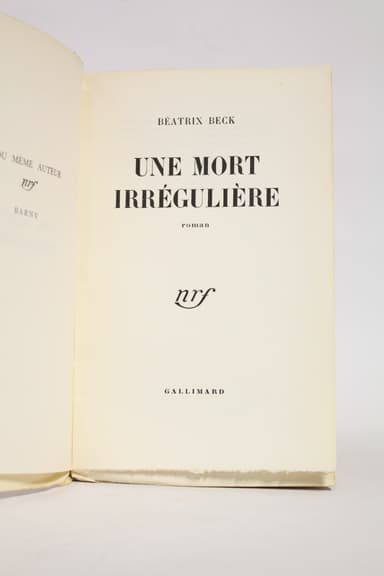 DU MÊME AUTEUR
nrf
BARNY
BÉATRIX BECK
UNE MORT
IRRÉGULIÈRE
roman
nrf
GALLIMARD